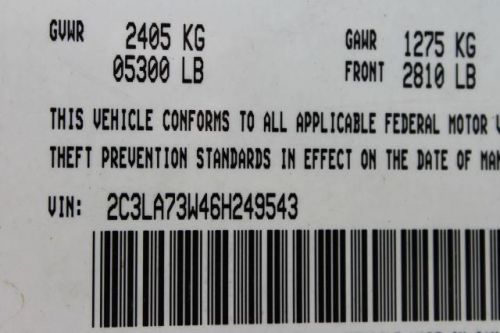 GVWR 2405 KG GAWR 1275 KG
05300 LB FRONT 2810 LB
THIS VEHICLE CONFORMS TO ALL APPLICABLE FEDERAL MOTOR
THEFT PREVENTION STANDARDS IN EFFECT ON THE DATE OF MAN
VIN: 2C3LA73W46H249543